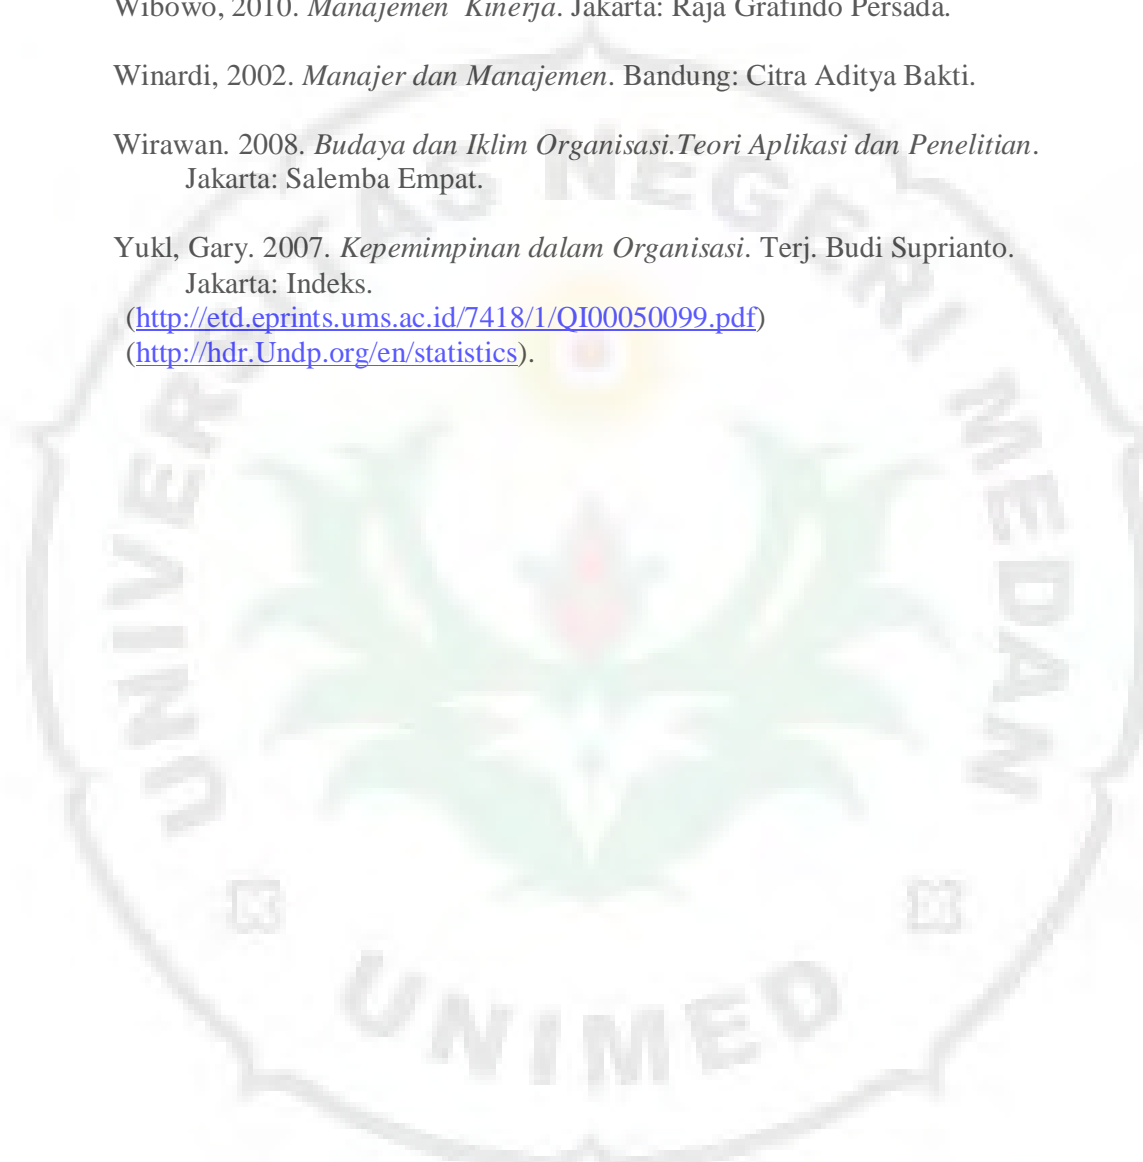 Wibowo, 2010. Manajemen  Kinerja. Jakarta: Raja Grafindo Persada.
Winardi, 2002. Manajer dan Manajemen. Bandung: Citra Aditya Bakti.
Wirawan. 2008. Budaya dan Iklim Organisasi.Teori Aplikasi dan Penelitian.
Jakarta: Salemba Empat.
Yukl, Gary. 2007. Kepemimpinan dalam Organisasi. Terj. Budi Suprianto.
Jakarta: Indeks.
(http://etd.eprints.ums.ac.id/7418/1/QI00050099.pdf)
(http://hdr.Undp.org/en/statistics).
UNIVERSITAS NEGERI MEDAN
UNIMED